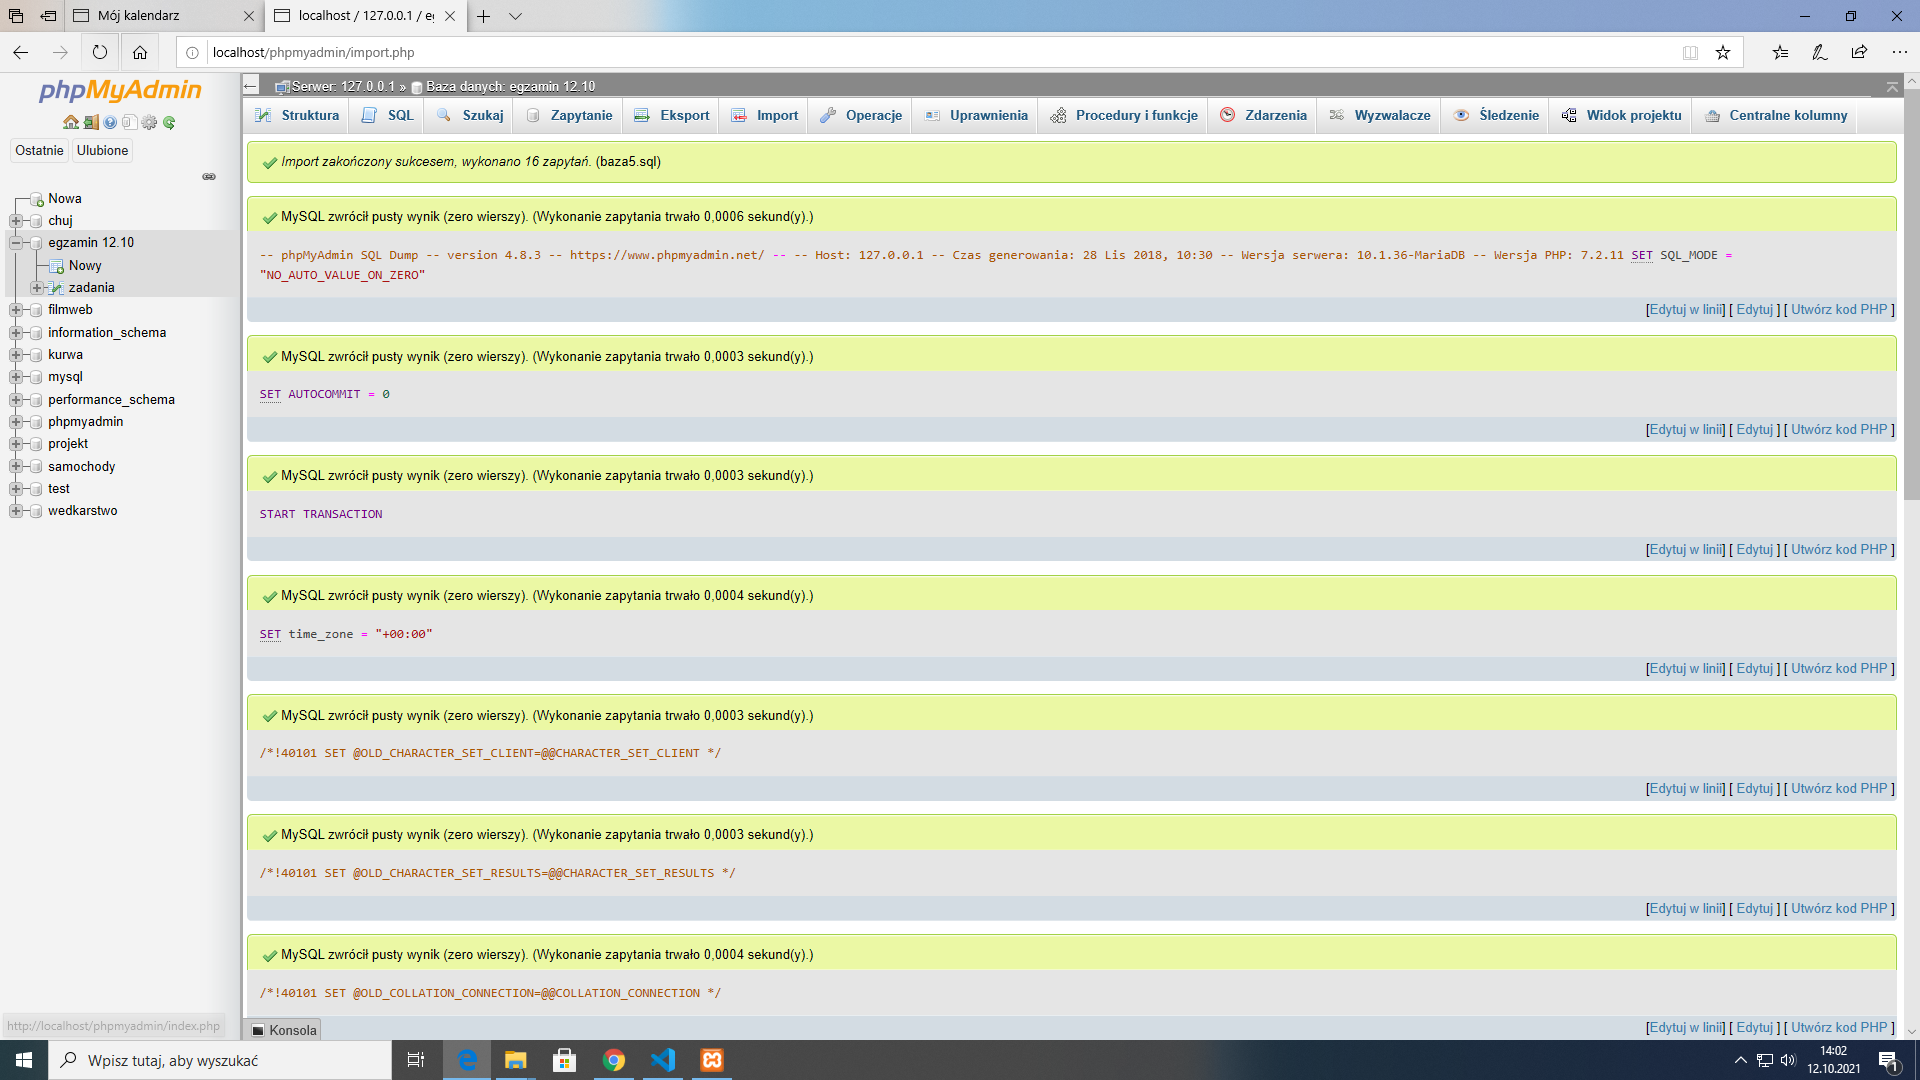 Mój kalendarz
localhost / 127.0.0.1 / eg
localhost/phpmyadmin/import.php
phpMyAdmin
Ostatnie
Ulubione
Nowa
chuj
egzamin 12.10
Nowy
zadania
filmweb
information_schema
kurwa
mysql
performance_schema
phpmyadmin
projekt
samochody
test
wedkarstwo
http://localhost/phpmyadmin/index.php
Serwer: 127.0.0.1 » Baza danych: egzamin 12.10
Struktura SQL Szukaj Zapytanie Eksport Import Operacje Uprawnienia Procedury i funkcje Zdarzenia Wyzwalacze Śledzenie Widok projektu Centralne kolumny
Import zakończony sukcesem, wykonano 16 zapytań. (baza5.sql)
MySQL zwrócił pusty wynik (zero wierszy). (Wykonanie zapytania trwało 0,0006 sekund(y).)
-- phpMyAdmin SQL Dump -- version 4.8.3 -- https://www.phpmyadmin.net/ -- -- Host: 127.0.0.1 -- Czas generowania: 28 Lis 2018, 10:30 -- Wersja serwera: 10.1.36-MariaDB -- Wersja PHP: 7.2.11 SET SQL_MODE =
"NO_AUTO_VALUE_ON_ZERO"
[Edytuj w linii] [ Edytuj ] [ Utwórz kod PHP ]
MySQL zwrócił pusty wynik (zero wierszy). (Wykonanie zapytania trwało 0,0003 sekund(y).)
SET AUTOCOMMIT = 0
[Edytuj w linii] [ Edytuj ] [ Utwórz kod PHP ]
MySQL zwrócił pusty wynik (zero wierszy). (Wykonanie zapytania trwało 0,0003 sekund(y).)
START TRANSACTION
[Edytuj w linii] [ Edytuj ] [ Utwórz kod PHP ]
MySQL zwrócił pusty wynik (zero wierszy). (Wykonanie zapytania trwało 0,0004 sekund(y).)
SET time_zone = "+00:00"
[Edytuj w linii] [ Edytuj ] [ Utwórz kod PHP ]
MySQL zwrócił pusty wynik (zero wierszy). (Wykonanie zapytania trwało 0,0003 sekund(y).)
/*!40101 SET @OLD_CHARACTER_SET_CLIENT=@@CHARACTER_SET_CLIENT */
[Edytuj w linii] [ Edytuj ] [ Utwórz kod PHP ]
MySQL zwrócił pusty wynik (zero wierszy). (Wykonanie zapytania trwało 0,0003 sekund(y).)
/*!40101 SET @OLD_CHARACTER_SET_RESULTS=@@CHARACTER_SET_RESULTS */
[Edytuj w linii] [ Edytuj ] [ Utwórz kod PHP ]
MySQL zwrócił pusty wynik (zero wierszy). (Wykonanie zapytania trwało 0,0004 sekund(y).)
/*!40101 SET @OLD_COLLATION_CONNECTION=@@COLLATION_CONNECTION */
[Edytuj w linii] [ Edytuj ] [ Utwórz kod PHP ]
Konsola
Wpisz tutaj, aby wyszukać
14:02
12.10.2021
1